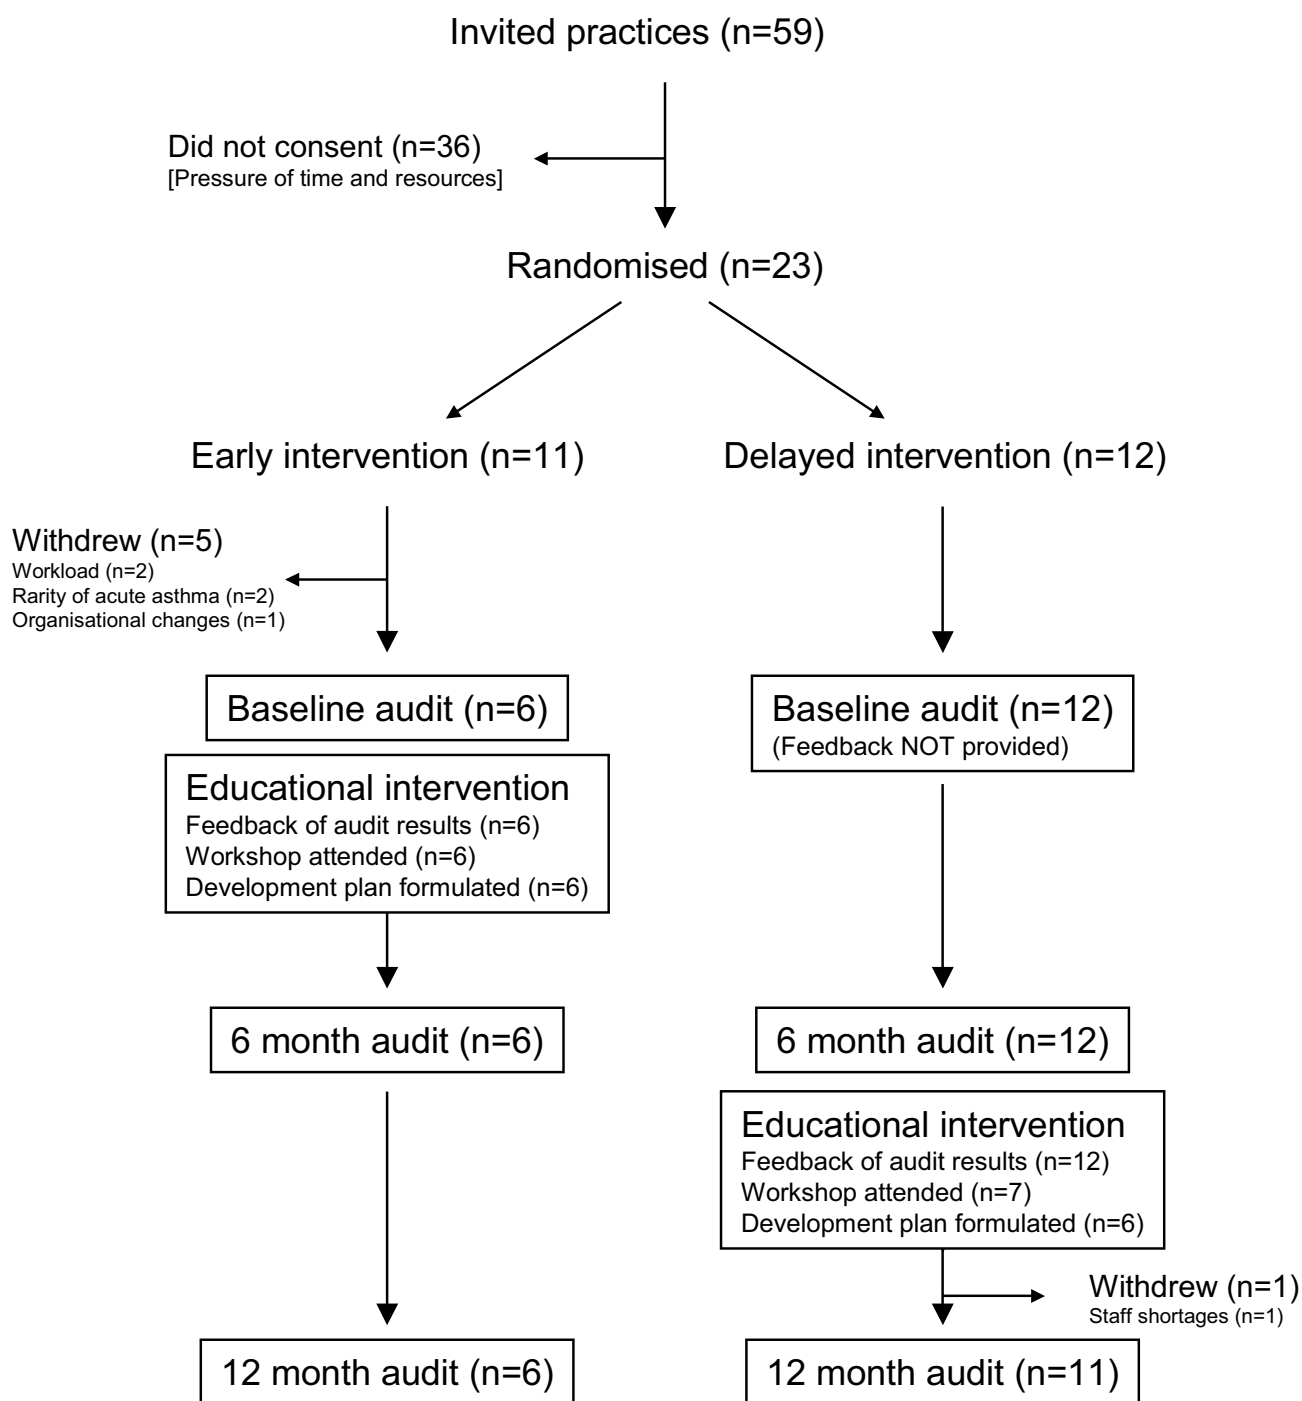 Invited practices (n=59)
Did not consent (n=36)
[Pressure of time and resources]
Randomised (n=23)
Early intervention (n=11)
Delayed intervention (n=12)
Withdrew (n=5)
Workload (n=2)
Rarity of acute asthma (n=2)
Organisational changes (n=1)
Baseline audit (n=6)
Baseline audit (n=12)
(Feedback NOT provided)
Educational intervention
Feedback of audit results (n=6)
Workshop attended (n=6)
Development plan formulated (n=6)
6 month audit (n=6)
6 month audit (n=12)
Educational intervention
Feedback of audit results (n=12)
Workshop attended (n=7)
Development plan formulated (n=6)
Withdrew (n=1)
Staff shortages (n=1)
12 month audit (n=6)
12 month audit (n=11)